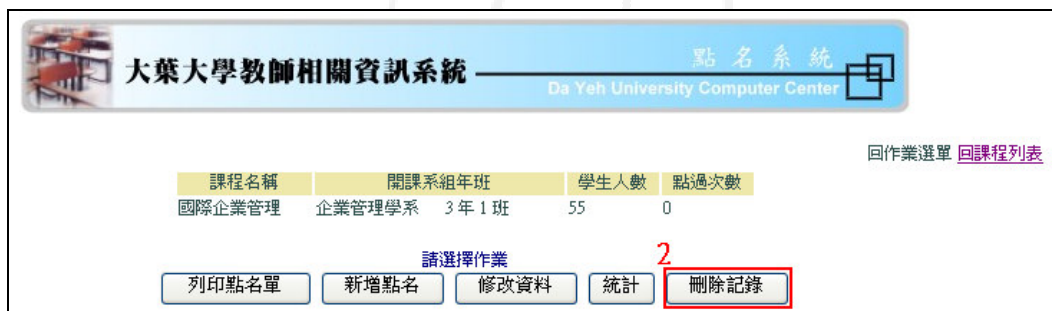 大葉大學教師相關資訊系統
點名系統
Da Yeh University Computer Center
回作業選單 回課程列表
課程名稱 開課系組年班 學生人數 點過次數
國際企業管理 企業管理學系 3年1班 55 0
請選擇作業
2
列印點名單 新增點名 修改資料 統計 刪除記錄